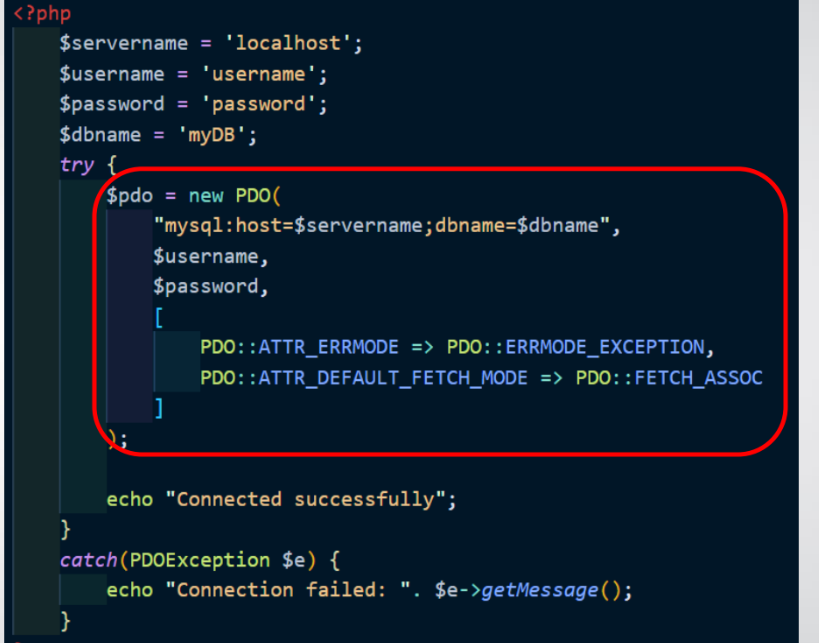 <?php
$servername = 'localhost';
$username = 'username';
$password = 'password';
$dbname = 'myDB';
try {
$pdo = new PDO(
"mysql:host=$servername;dbname=$dbname",
$username,
$password,
[
PDO::ATTR_ERRMODE => PDO::ERRMODE_EXCEPTION,
PDO::ATTR_DEFAULT_FETCH_MODE => PDO::FETCH_ASSOC
]
);
echo "Connected successfully";
}
catch(PDOException $e) {
echo "Connection failed: ". $e->getMessage();
}